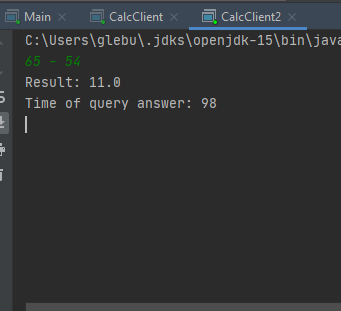 Main CalcClient CalcClient2
C:\Users\glebu\.jdks\openjdk-15\bin\java
65 - 54
Result: 11.0
Time of query answer: 98